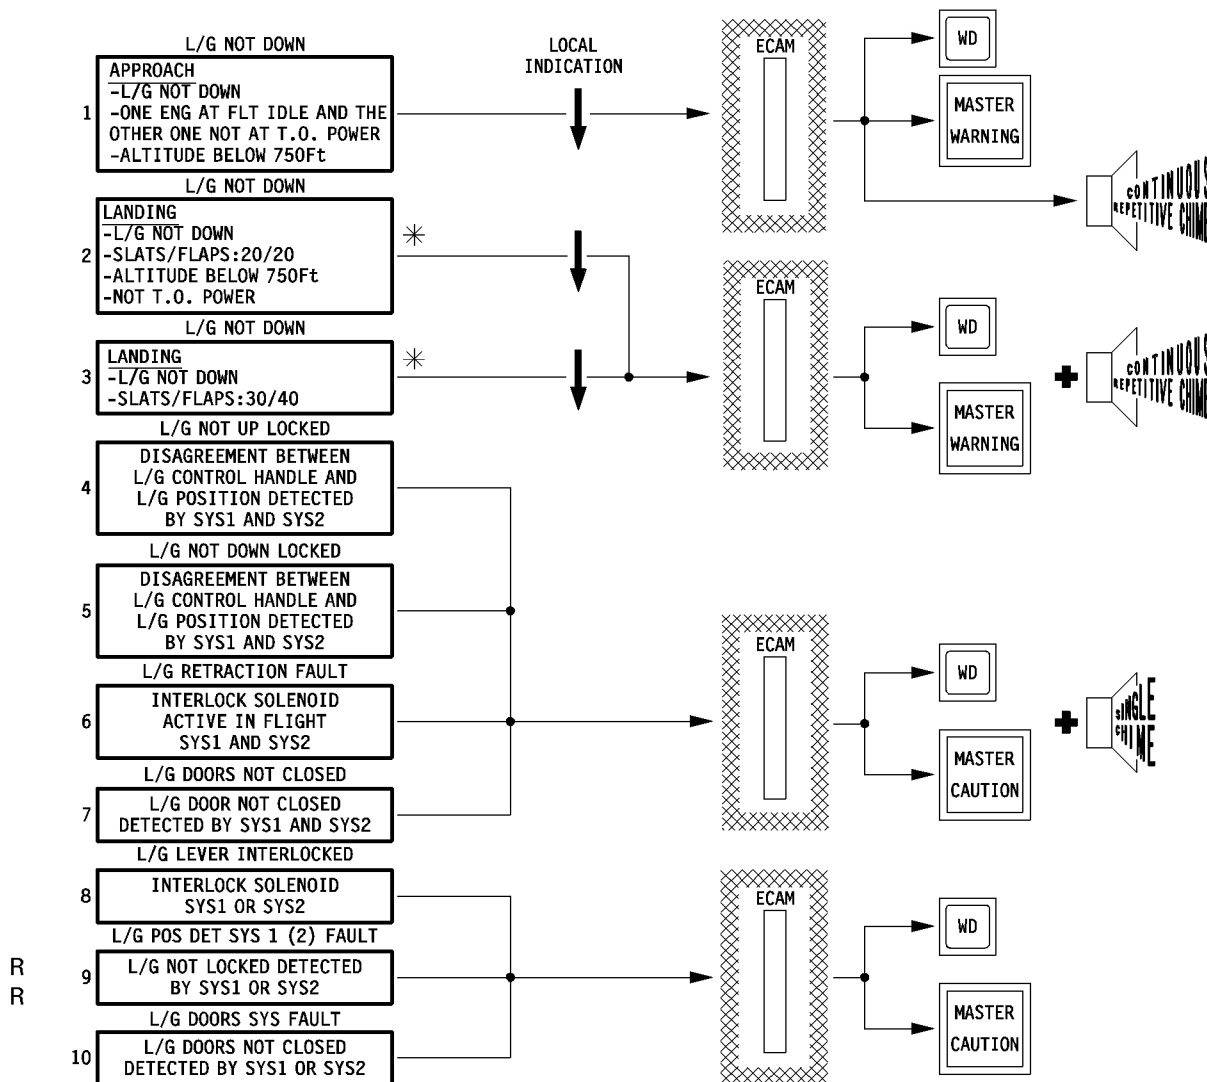 L/G NOT DOWN
1
APPROACH
-L/G NOT DOWN
-ONE ENG AT FLT IDLE AND THE
OTHER ONE NOT AT T.O. POWER
-ALTITUDE BELOW 750Ft
LOCAL
INDICATION
ECAM
WD
MASTER
WARNING
CONTINUOUS
REPETITIVE CHIME
L/G NOT DOWN
2
LANDING
-L/G NOT DOWN
-SLATS/FLAPS:20/20
-ALTITUDE BELOW 750Ft
-NOT T.O. POWER
L/G NOT DOWN
3
LANDING
-L/G NOT DOWN
-SLATS/FLAPS:30/40
ECAM
WD
MASTER
WARNING
CONTINUOUS
REPETITIVE CHIME
L/G NOT UP LOCKED
4
DISAGREEMENT BETWEEN
L/G CONTROL HANDLE AND
L/G POSITION DETECTED
BY SYS1 AND SYS2
L/G NOT DOWN LOCKED
5
DISAGREEMENT BETWEEN
L/G CONTROL HANDLE AND
L/G POSITION DETECTED
BY SYS1 AND SYS2
L/G RETRACTION FAULT
6
INTERLOCK SOLENOID
ACTIVE IN FLIGHT
SYS1 AND SYS2
L/G DOORS NOT CLOSED
7
L/G DOOR NOT CLOSED
DETECTED BY SYS1 AND SYS2
ECAM
WD
MASTER
CAUTION
SINGLE
CHIME
L/G LEVER INTERLOCKED
8
INTERLOCK SOLENOID
SYS1 OR SYS2
L/G POS DET SYS 1 (2) FAULT
R
R
9
L/G NOT LOCKED DETECTED
BY SYS1 OR SYS2
L/G DOORS SYS FAULT
10
L/G DOORS NOT CLOSED
DETECTED BY SYS1 OR SYS2
ECAM
WD
MASTER
CAUTION